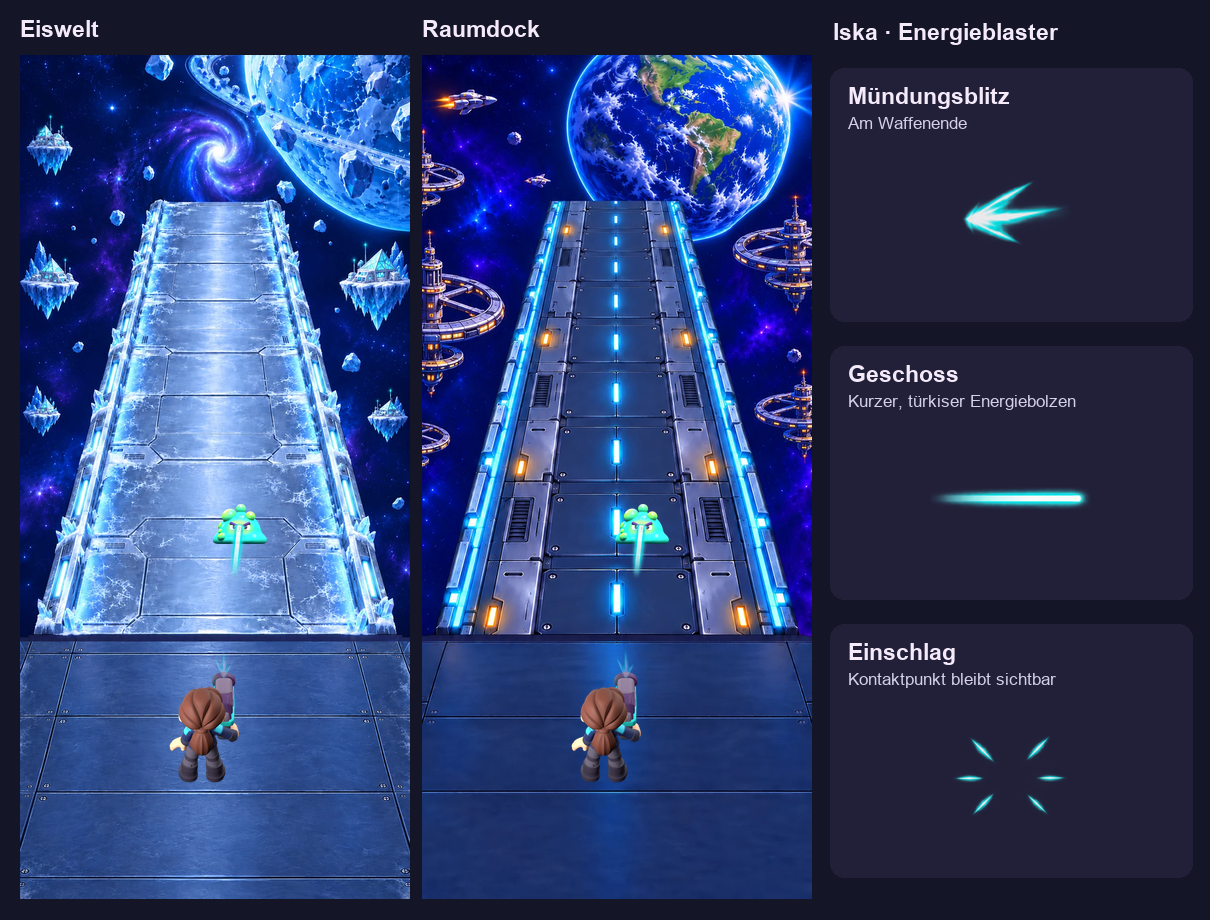 Eiswelt
Raumdock
Iska · Energieblaster
Mündungsblitz
Am Waffenende
Geschoss
Kurzer, türkiser Energiebolzen
Einschlag
Kontaktpunkt bleibt sichtbar